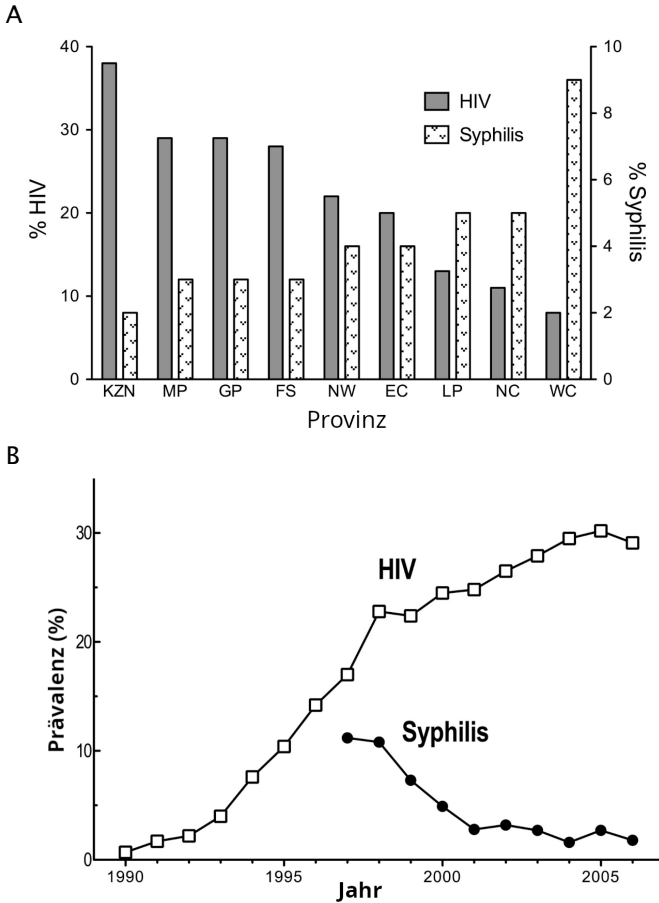 A
40
30
20
10
0
% HIV
10
8
6
4
2
0
% Syphilis
HIV
Syphilis
KZN MP GP FS NW EC LP NC WC
Provinz
B
30
20
10
0
Prävalenz (%)
HIV
Syphilis
1990 1995 2000 2005
Jahr